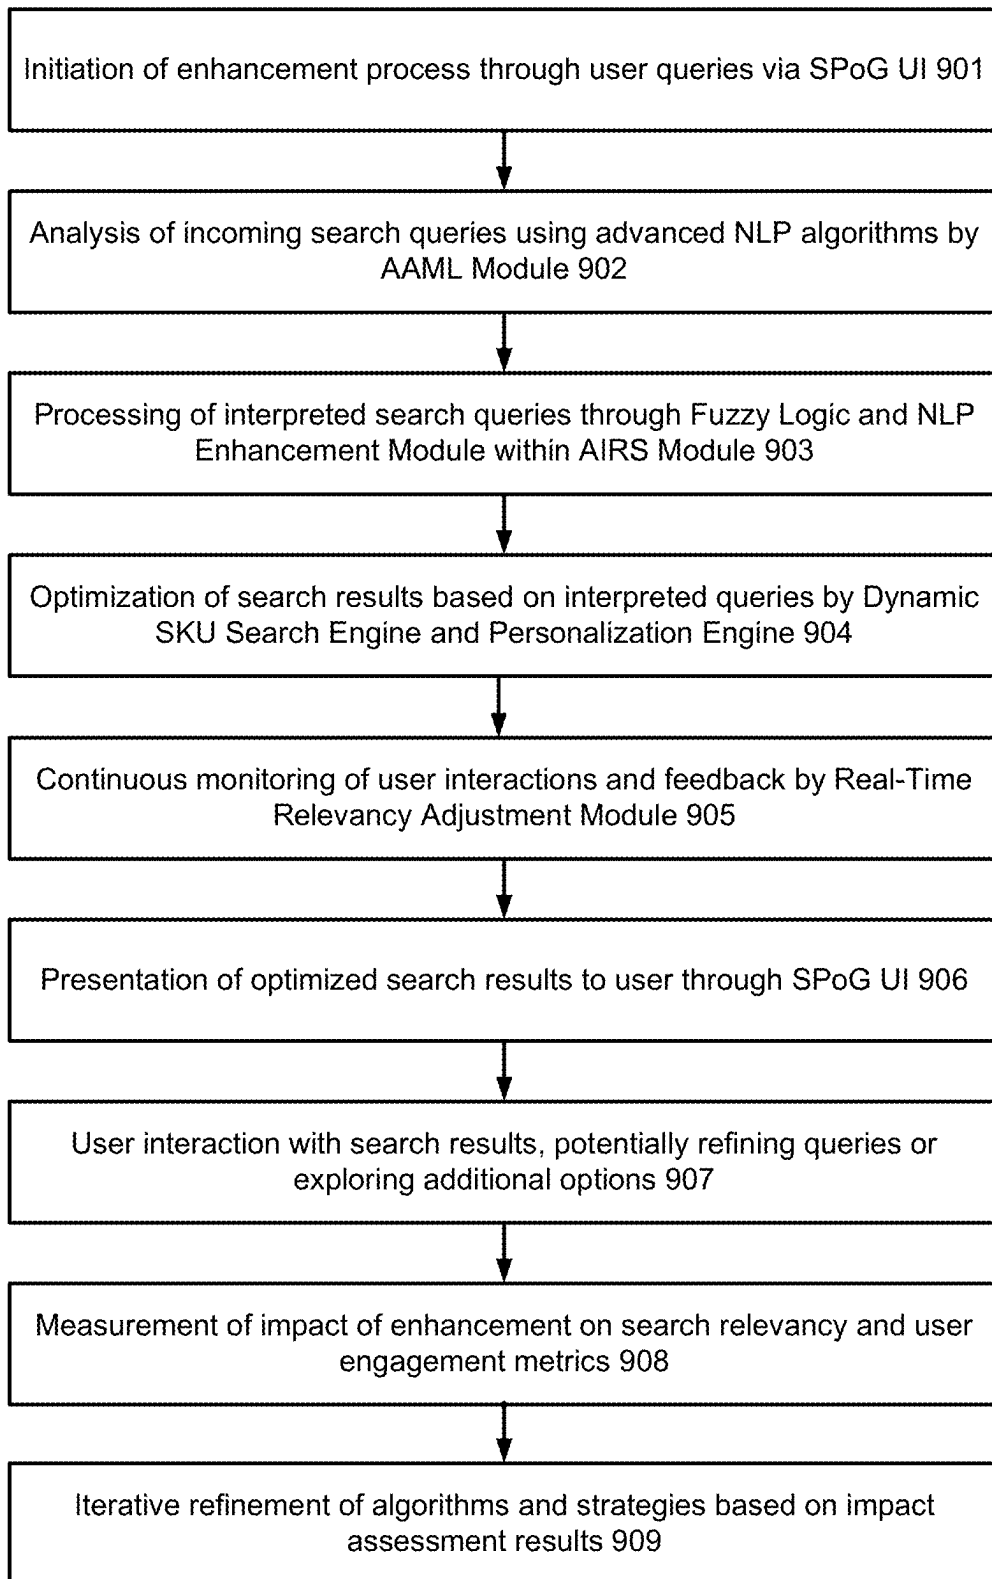 Initiation of enhancement process through user queries via SPoG UI 901
Analysis of incoming search queries using advanced NLP algorithms by
AAML Module 902
Processing of interpreted search queries through Fuzzy Logic and NLP
Enhancement Module within AIRS Module 903
Optimization of search results based on interpreted queries by Dynamic
SKU Search Engine and Personalization Engine 904
Continuous monitoring of user interactions and feedback by Real-Time
Relevancy Adjustment Module 905
Presentation of optimized search results to user through SPoG UI 906
User interaction with search results, potentially refining queries or
exploring additional options 907
Measurement of impact of enhancement on search relevancy and user
engagement metrics 908
Iterative refinement of algorithms and strategies based on impact
assessment results 909